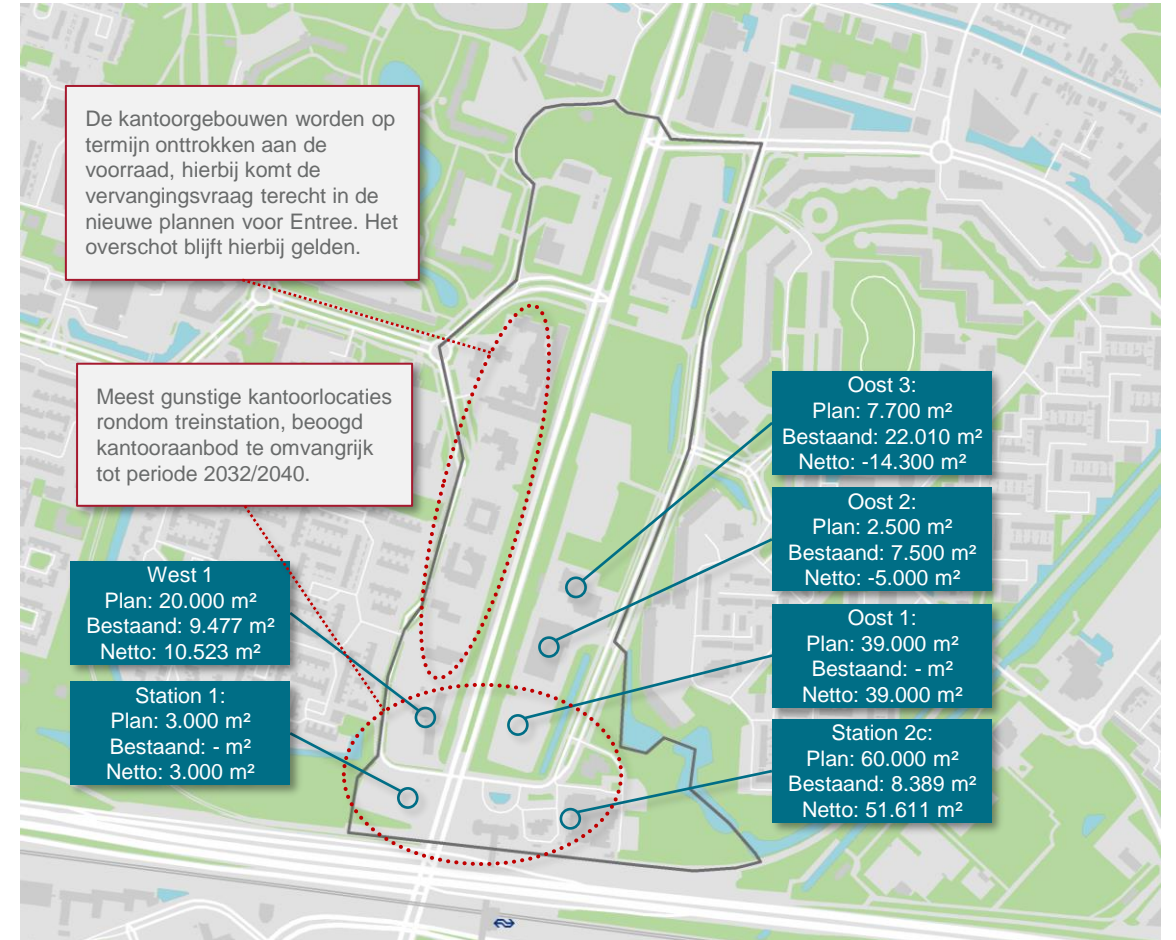 De kantoorgebouwen worden op
termijn onttrokken aan de
voorraad, hierbij komt de
vervangingsvraag terecht in de
nieuwe plannen voor Entree. Het
overschot blijft hierbij gelden.
Meest gunstige kantoorlocaties
rondom treinstation, beoogd
kantooraanbod te omvangrijk
tot periode 2032/2040.
West 1
Plan: 20.000 m²
Bestaand: 9.477 m²
Netto: 10.523 m²
Station 1:
Plan: 3.000 m²
Bestaand: - m²
Netto: 3.000 m²
Oost 3:
Plan: 7.700 m²
Bestaand: 22.010 m²
Netto: -14.300 m²
Oost 2:
Plan: 2.500 m²
Bestaand: 7.500 m²
Netto: -5.000 m²
Oost 1:
Plan: 39.000 m²
Bestaand: - m²
Netto: 39.000 m²
Station 2c:
Plan: 60.000 m²
Bestaand: 8.389 m²
Netto: 51.611 m²